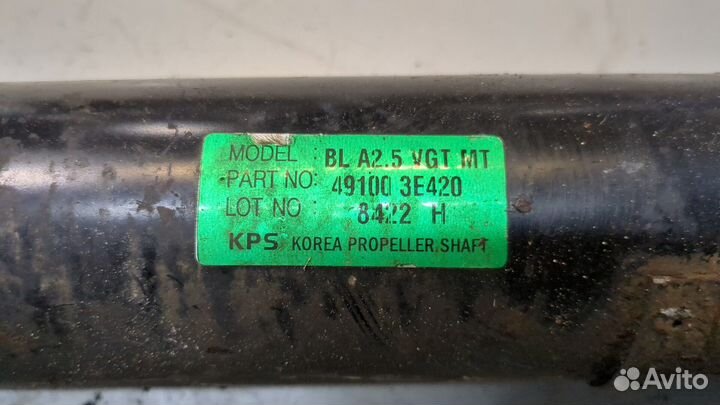 MODEL : BL A2.5 VGT MT
PART NO: 49100 3E420
LOT NO : 8422 H
KPS KOREA PROPELLER SHAFT
Avito